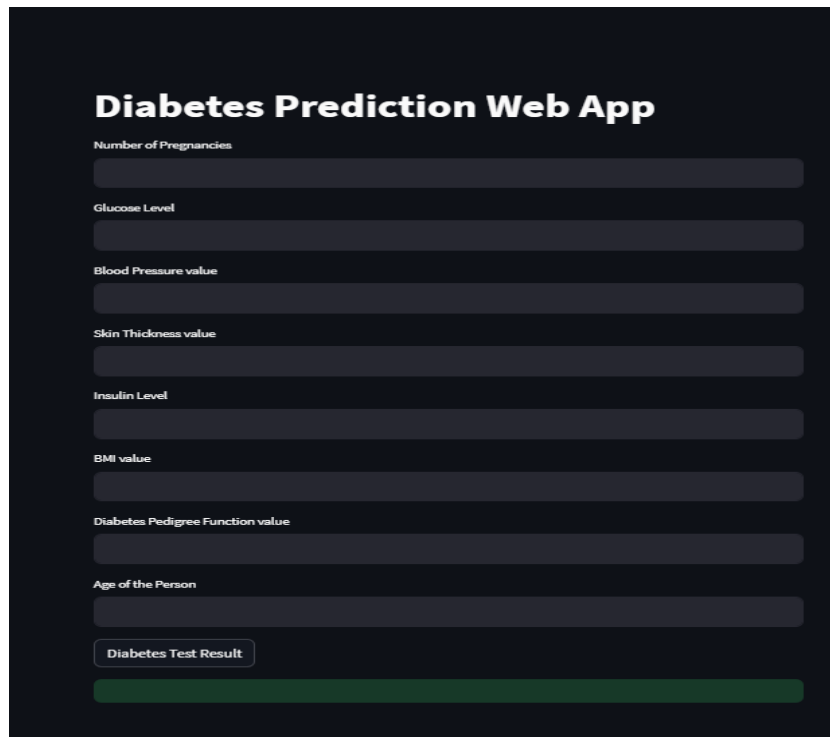 Diabetes Prediction Web App
Number of Pregnancies
Glucose Level
Blood Pressure value
Skin Thickness value
Insulin Level
BMI value
Diabetes Pedigree Function value
Age of the Person
Diabetes Test Result